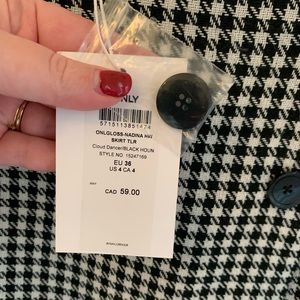 ONLY
5715113851474
ONLGLOSS-NADINA HW
SKIRT TLR
Cloud Dancer/BLACK HOUN
STYLE NO. 15247169
EU 36
US 4 CA 4
CAD 59.00